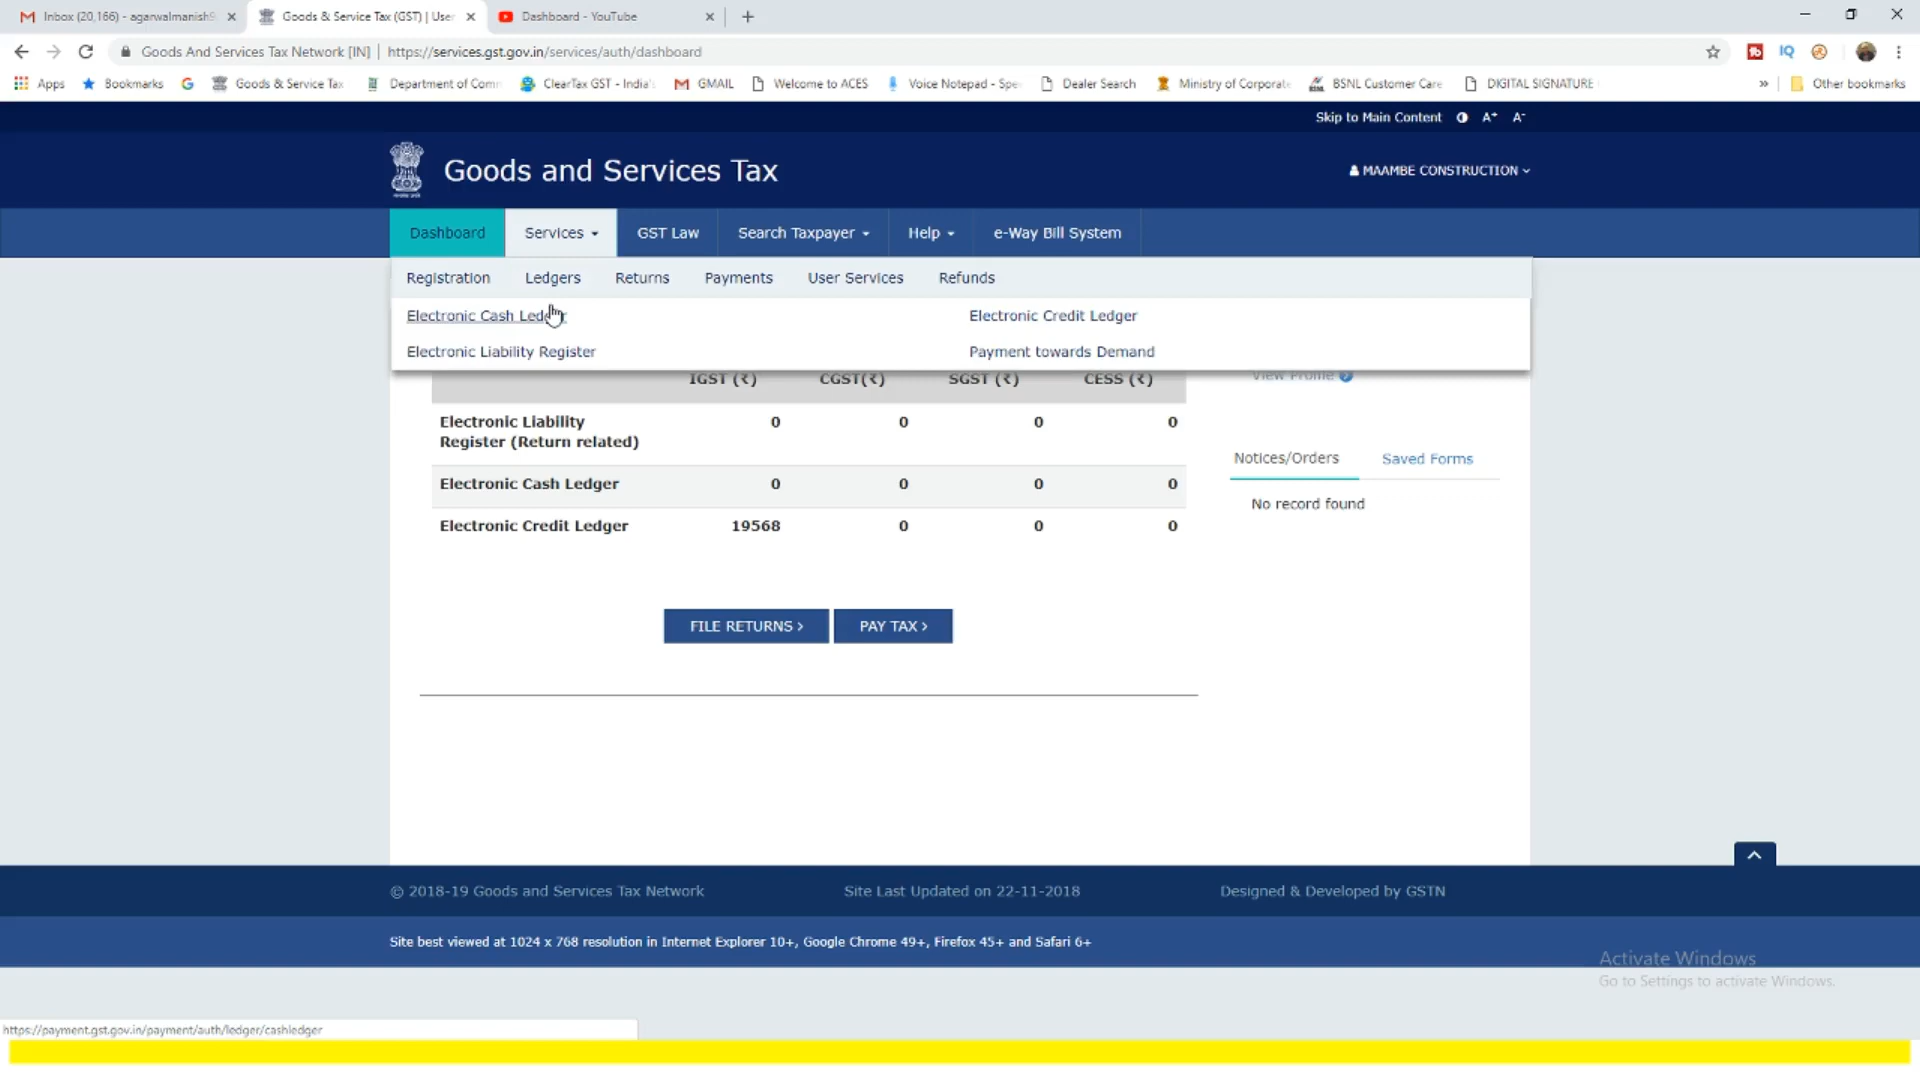 Inbox (20,166) - agarwalmanish
Goods & Service Tax (GST) | User
Dashboard - YouTube
Goods And Services Tax Network [IN] | https://services.gst.gov.in/services/auth/dashboard
Apps Bookmarks Goods & Service Tax Department of Com ClearTax GST - India's GMAIL Welcome to ACES Voice Notepad - Spe Dealer Search Ministry of Corporat BSNL Customer Care DIGITAL SIGNATURE » Other bookmarks
Skip to Main Content A+ A-
Goods and Services Tax
MAAMBE CONSTRUCTION
Dashboard Services GST Law Search Taxpayer Help e-Way Bill System
Registration Ledgers Returns Payments User Services Refunds
Electronic Cash Ledger Electronic Credit Ledger
Electronic Liability Register Payment towards Demand
IGST (₹) CGST(₹) SGST (₹) CESS (₹)
View Profile
Electronic Liability
Register (Return related) 0 0 0 0
Notices/Orders Saved Forms
Electronic Cash Ledger 0 0 0 0
No record found
Electronic Credit Ledger 19568 0 0 0
FILE RETURNS > PAY TAX >
© 2018-19 Goods and Services Tax Network Site Last Updated on 22-11-2018 Designed & Developed by GSTN
Site best viewed at 1024 x 768 resolution in Internet Explorer 10+, Google Chrome 49+, Firefox 45+ and Safari 6+
Activate Windows
Go to Settings to activate Windows.
https://payment.gst.gov.in/payment/auth/ledger/cashledger